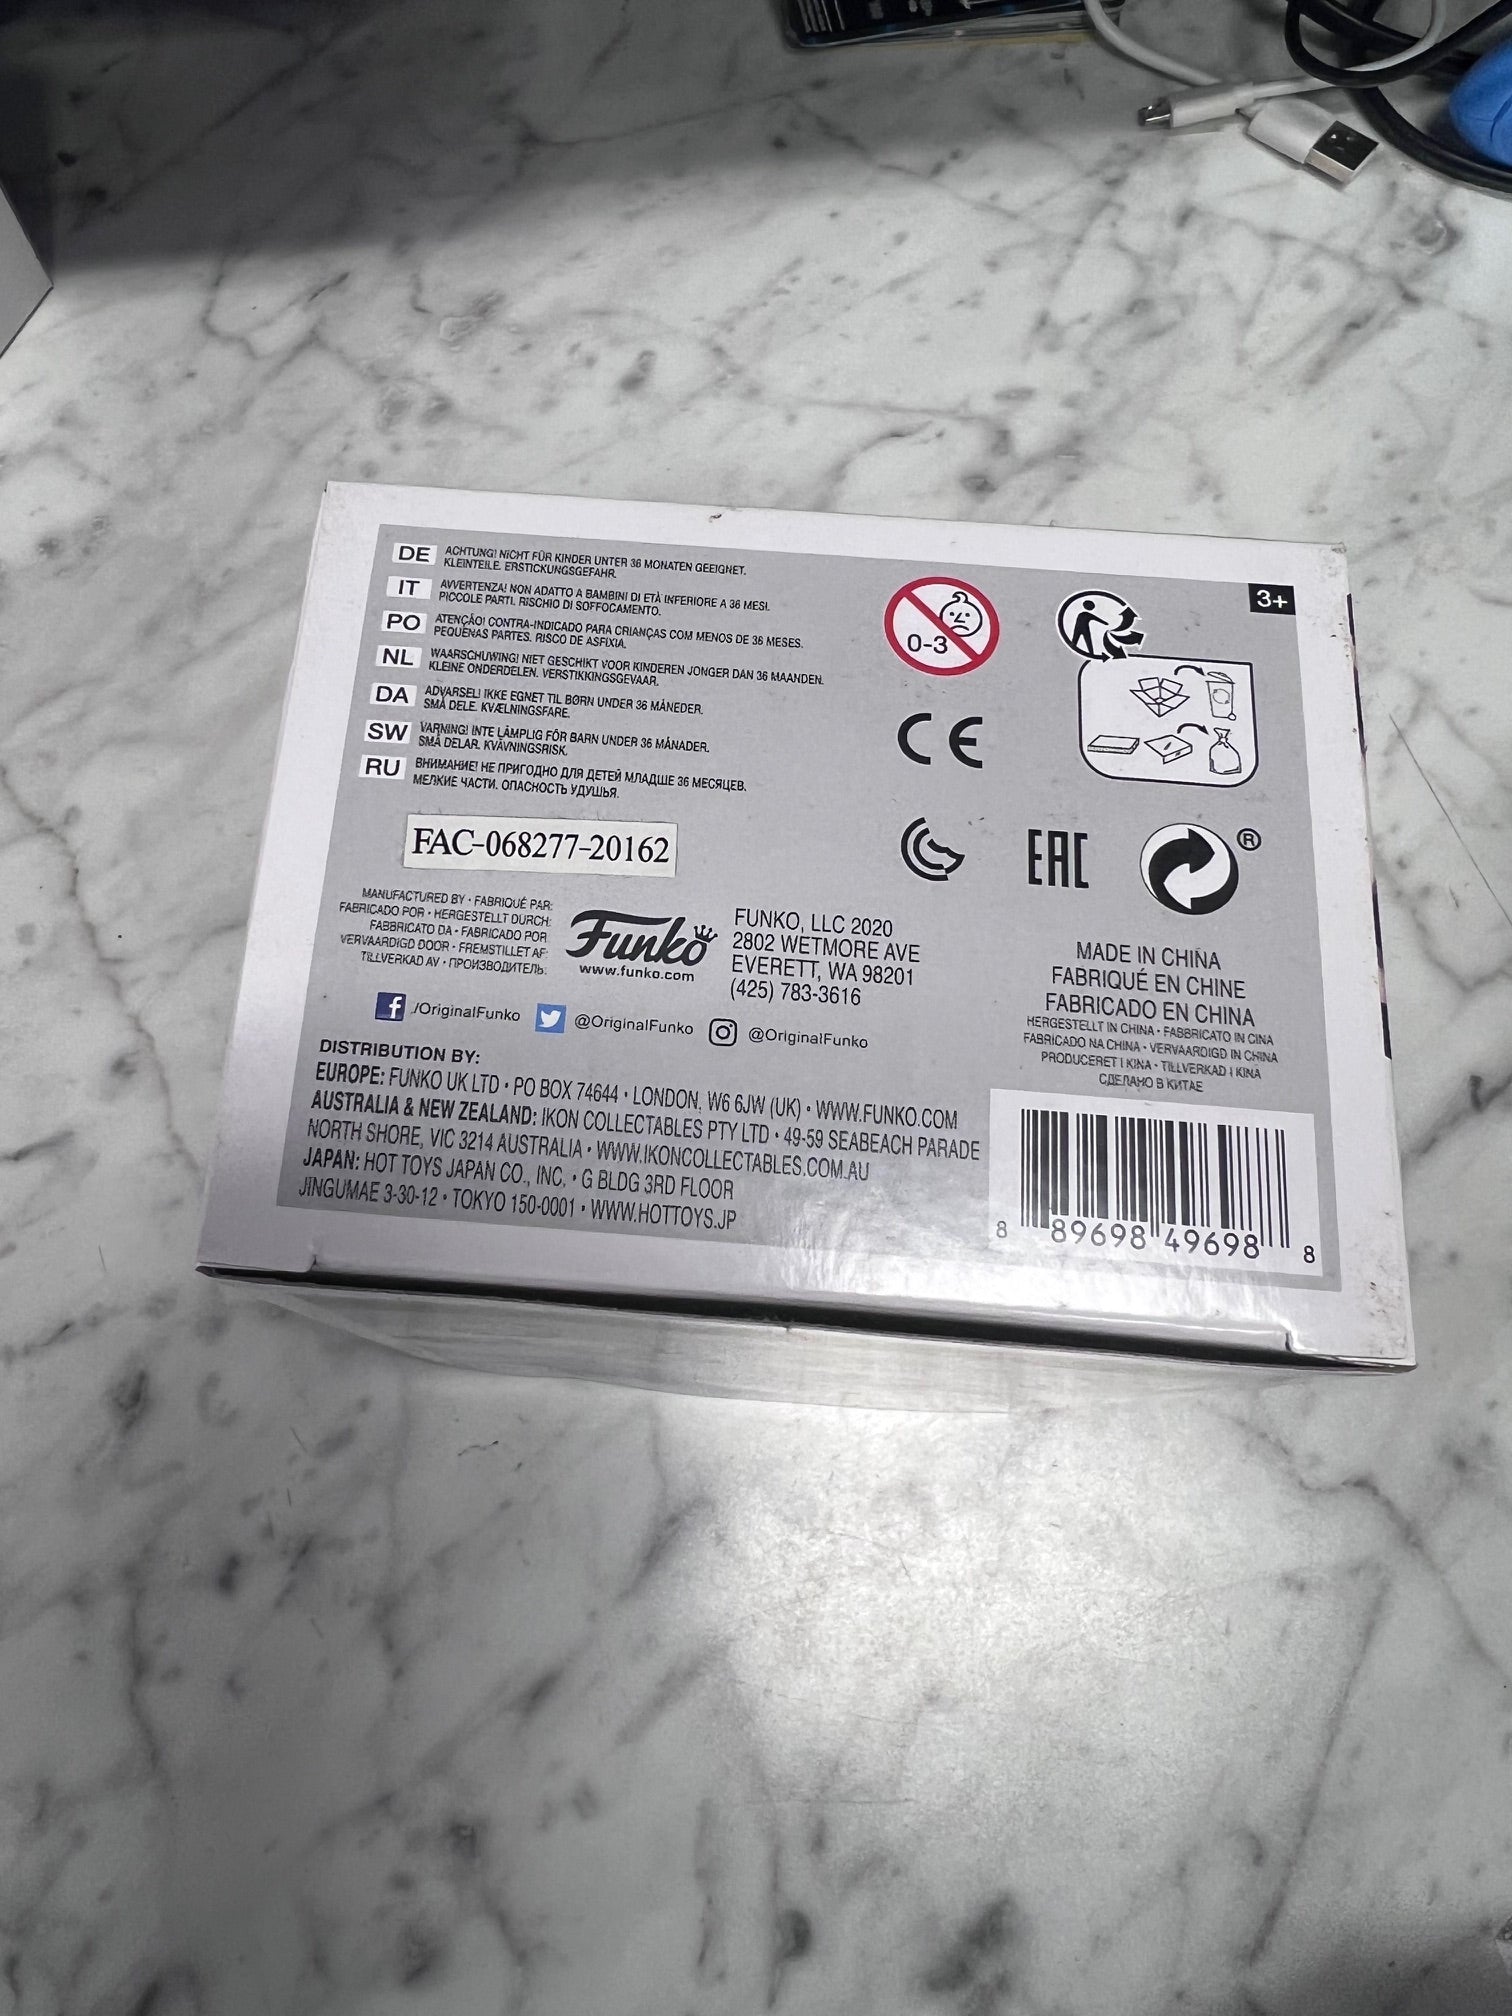 DE ACHTUNG! NICHT FÜR KINDER UNTER 36 MONATEN GEEIGNET.
KLEINTEILE. ERSTICKUNGSGEFAHR.
IT AVVERTENZA! NON ADATTO A BAMBINI DI ETÀ INFERIORE A 36 MESI.
PICCOLE PARTI. RISCHIO DI SOFFOCAMENTO.
PO ATENÇÃO! CONTRA-INDICADO PARA CRIANÇAS COM MENOS DE 36 MESES.
PEQUENAS PARTES. RISCO DE ASFIXIA.
NL WAARSCHUWING! NIET GESCHIKT VOOR KINDEREN JONGER DAN 36 MAANDEN.
KLEINE ONDERDELEN. VERSTIKKINGSGEVAAR.
DA ADVARSEL! IKKE EGNET TIL BØRN UNDER 36 MÅNEDER.
SMÅ DELE. KVÆLNINGSFARE.
SW VARNING! INTE LÄMPLIG FÖR BARN UNDER 36 MÅNADER.
SMÅ DELAR. KVÄVNINGSRISK.
RU ВНИМАНИЕ! НЕ ПРИГОДНО ДЛЯ ДЕТЕЙ МЛАДШЕ 36 МЕСЯЦЕВ.
МЕЛКИЕ ЧАСТИ. ОПАСНОСТЬ УДУШЬЯ.
0-3
3+
CE
FAC-068277-20162
EAC
®
MANUFACTURED BY • FABRIQUÉ PAR:
FABRICADO POR • HERGESTELLT DURCH:
FABBRICATO DA • FABRICADO POR
VERVAARDIGD DOOR • FREMSTILLET AF:
TILLVERKAD AV • ПРОИЗВОДИТЕЛЬ:
Funko
www.funko.com
FUNKO, LLC 2020
2802 WETMORE AVE
EVERETT, WA 98201
(425) 783-3616
MADE IN CHINA
FABRIQUÉ EN CHINE
FABRICADO EN CHINA
HERGESTELLT IN CHINA • FABBRICATO IN CINA
FABRICADO NA CHINA • VERVAARDIGD IN CHINA
PRODUCERET I KINA • TILLVERKAD I KINA
СДЕЛАНО В КИТАЕ
f /OriginalFunko @OriginalFunko @OriginalFunko
DISTRIBUTION BY:
EUROPE: FUNKO UK LTD • PO BOX 74644 • LONDON, W6 6JW (UK) • WWW.FUNKO.COM
AUSTRALIA & NEW ZEALAND: IKON COLLECTABLES PTY LTD • 49-59 SEABEACH PARADE
NORTH SHORE, VIC 3214 AUSTRALIA • WWW.IKONCOLLECTABLES.COM.AU
JAPAN: HOT TOYS JAPAN CO., INC. • G BLDG 3RD FLOOR
JINGUMAE 3-30-12 • TOKYO 150-0001 • WWW.HOTTOYS.JP
8 89698 49698 8